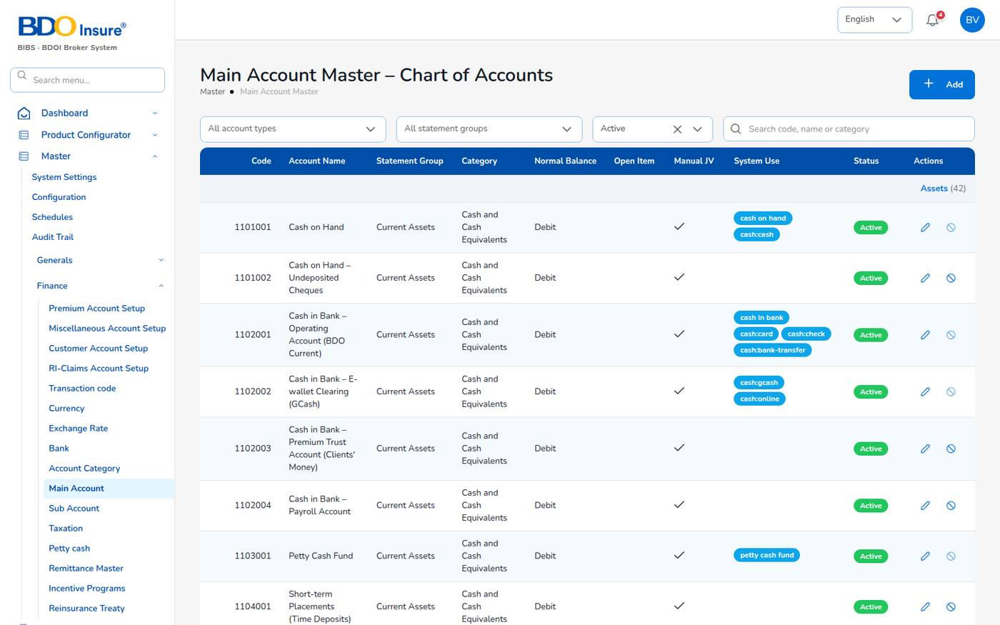 BDO Insure®
BIBS · BDOI Broker System
Search menu...
Dashboard
Product Configurator
Master
System Settings
Configuration
Schedules
Audit Trail
Generals
Finance
Premium Account Setup
Miscellaneous Account Setup
Customer Account Setup
RI-Claims Account Setup
Transaction code
Currency
Exchange Rate
Bank
Account Category
Main Account
Sub Account
Taxation
Petty cash
Remittance Master
Incentive Programs
Reinsurance Treaty
English
4
BV
Main Account Master – Chart of Accounts
Master • Main Account Master
+ Add
All account types
All statement groups
Active
Search code, name or category
Code Account Name Statement Group Category Normal Balance Open Item Manual JV System Use Status Actions
Assets (42)
1101001 Cash on Hand Current Assets Cash and
Cash
Equivalents Debit cash on hand
cash:cash Active
1101002 Cash on Hand –
Undeposited
Cheques Current Assets Cash and
Cash
Equivalents Debit Active
1102001 Cash in Bank –
Operating
Account (BDO
Current) Current Assets Cash and
Cash
Equivalents Debit cash in bank
cash:card cash:check
cash:bank-transfer Active
1102002 Cash in Bank – E-
wallet Clearing
(GCash) Current Assets Cash and
Cash
Equivalents Debit cash:gcash
cash:online Active
1102003 Cash in Bank –
Premium Trust
Account (Clients'
Money) Current Assets Cash and
Cash
Equivalents Debit Active
1102004 Cash in Bank –
Payroll Account Current Assets Cash and
Cash
Equivalents Debit Active
1103001 Petty Cash Fund Current Assets Cash and
Cash
Equivalents Debit petty cash fund Active
1104001 Short-term
Placements
(Time Deposits) Current Assets Cash and
Cash
Equivalents Debit Active